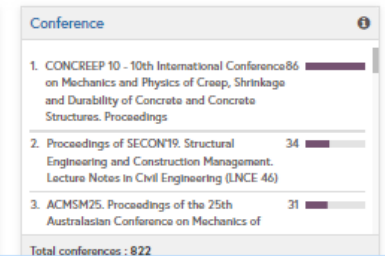 Conference
1. CONCREEP 10 - 10th International Conference 86
on Mechanics and Physics of Creep, Shrinkage
and Durability of Concrete and Concrete
Structures. Proceedings
2. Proceedings of SECON'19. Structural 34
Engineering and Construction Management.
Lecture Notes in Civil Engineering (LNCE 46)
3. ACMSM25. Proceedings of the 25th 31
Australasian Conference on Mechanics of
Total conferences : 822